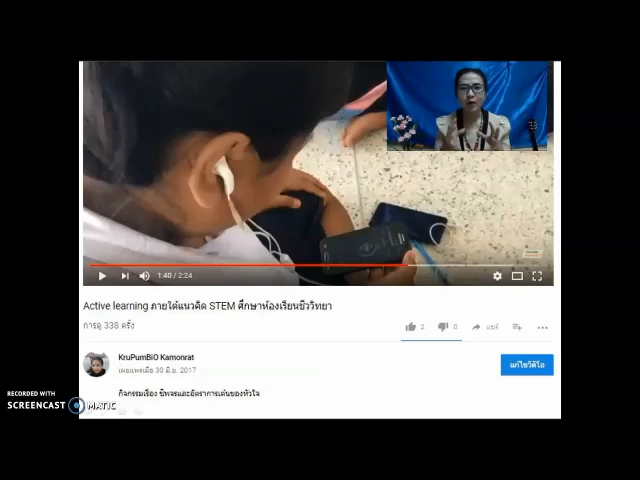 1:40 / 2:24
Active learning ภายใต้แนวคิด STEM ศึกษาห้องเรียนชีววิทยา
การดู 338 ครั้ง
2
0
แชร์
KruPumBiO Kamonrat
เผยแพร่เมื่อ 30 มิ.ย. 2017
แก้ไขวิดีโอ
กิจกรรมเรื่อง ชีพจรและอัตราการเต้นของหัวใจ
RECORDED WITH
SCREENCAST MATIC